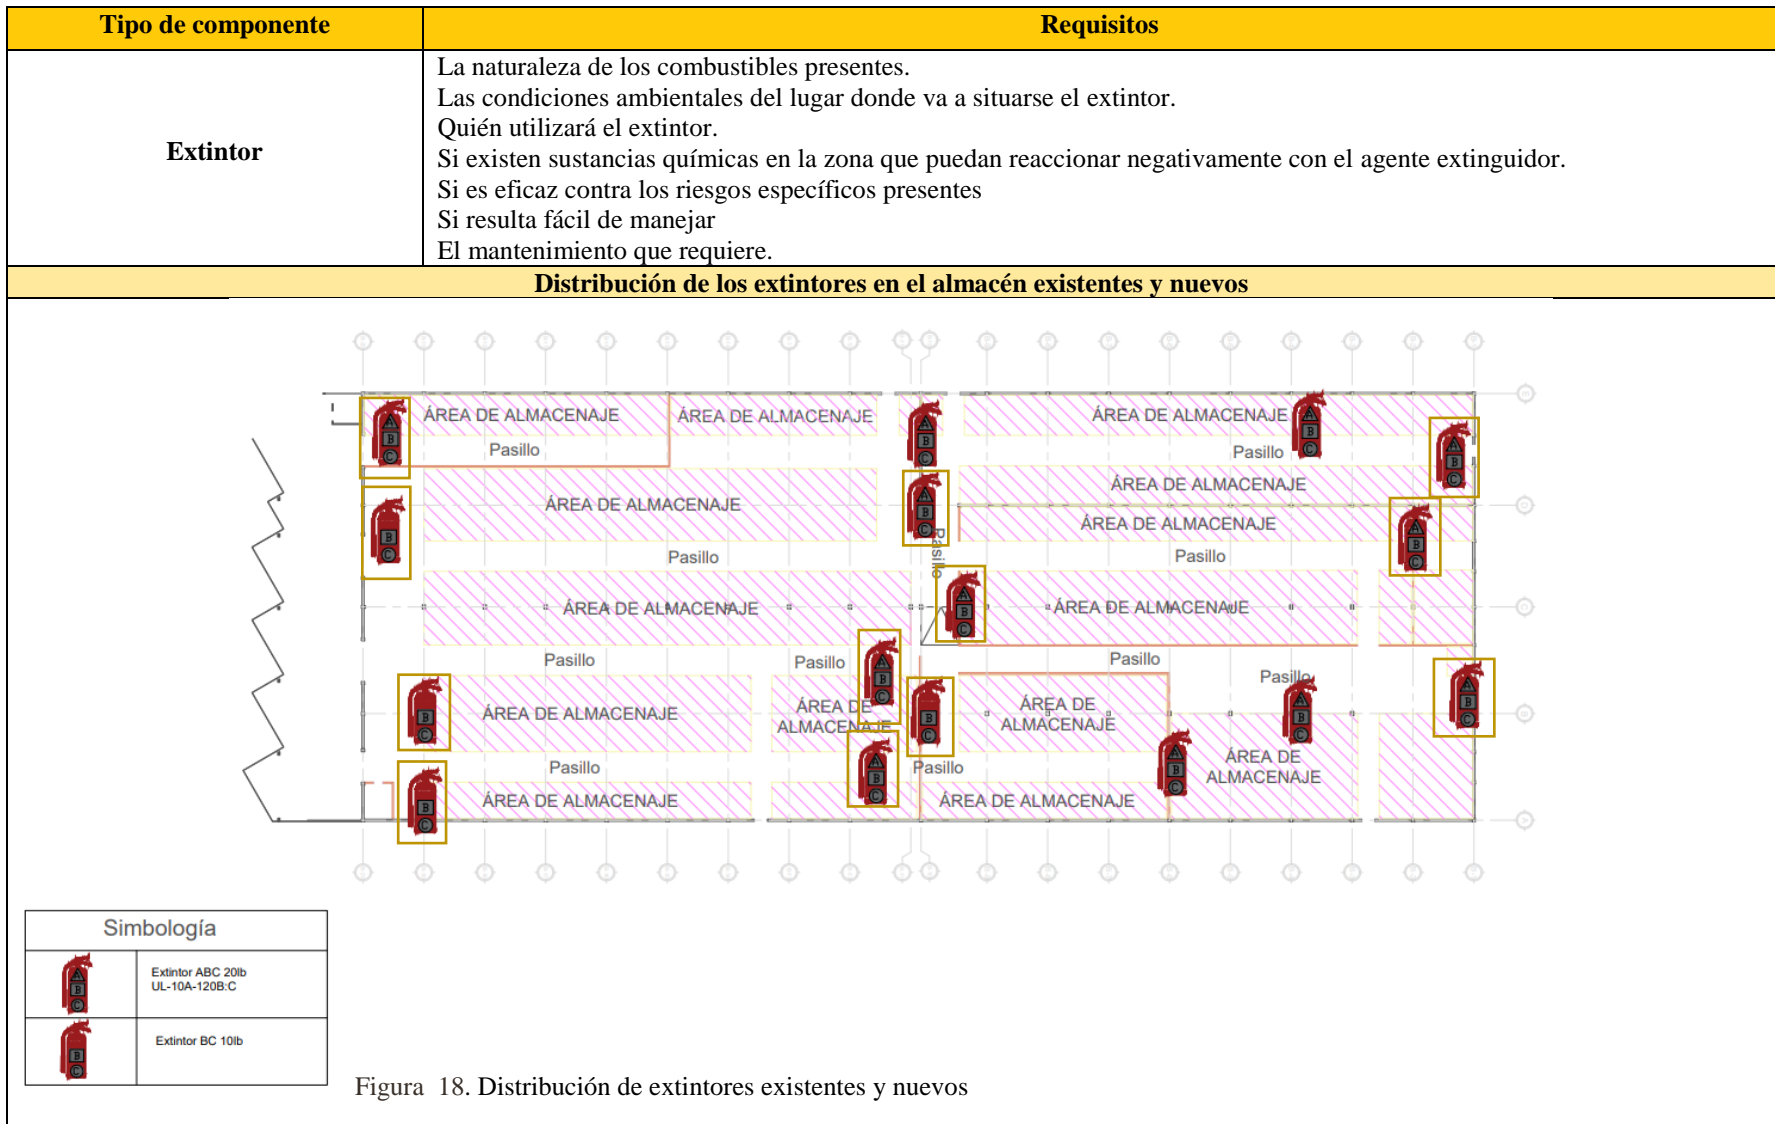 Tipo de componente
Requisitos
Extintor
La naturaleza de los combustibles presentes.
Las condiciones ambientales del lugar donde va a situarse el extintor.
Quién utilizará el extintor.
Si existen sustancias químicas en la zona que puedan reaccionar negativamente con el agente extinguidor.
Si es eficaz contra los riesgos específicos presentes
Si resulta fácil de manejar
El mantenimiento que requiere.
Distribución de los extintores en el almacén existentes y nuevos
ÁREA DE ALMACENAJE
ÁREA DE ALMACENAJE
ÁREA DE ALMACENAJE
A
B
C
A
B
C
A
B
C
A
B
C
Pasillo
Pasillo
ÁREA DE ALMACENAJE
ÁREA DE ALMACENAJE
B
C
A
B
C
A
B
C
ÁREA DE ALMACENAJE
Pasillo
Pasillo
Pasillo
ÁREA DE ALMACENAJE
ÁREA DE ALMACENAJE
A
B
C
Pasillo
Pasillo
Pasillo
Pasillo
A
B
C
A
B
C
A
B
C
B
C
B
C
ÁREA DE ALMACENAJE
ÁREA DE
ALMACENAJE
ÁREA DE
ALMACENAJE
Pasillo
Pasillo
A
B
C
A
B
C
ÁREA DE
ALMACENAJE
B
C
ÁREA DE ALMACENAJE
ÁREA DE ALMACENAJE
Simbología
A
B
C
Extintor ABC 20lb
UL-10A-120B:C
B
C
Extintor BC 10lb
Figura 18. Distribución de extintores existentes y nuevos